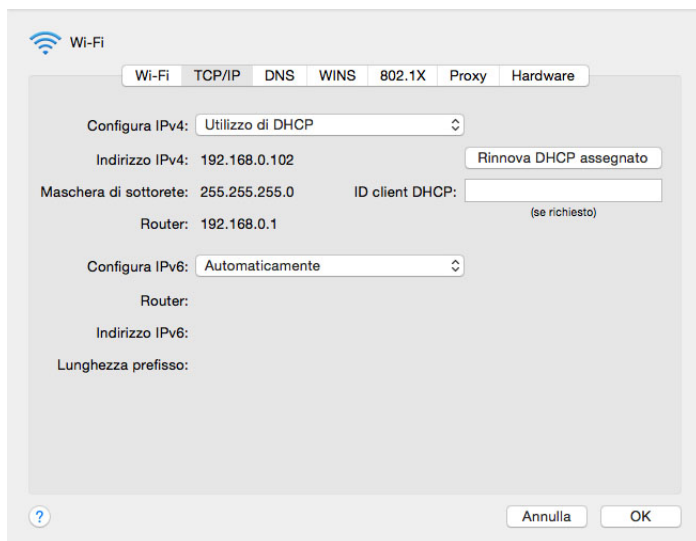 Wi-Fi
Wi-Fi TCP/IP DNS WINS 802.1X Proxy Hardware
Configura IPv4: Utilizzo di DHCP
Indirizzo IPv4: 192.168.0.102 Rinnova DHCP assegnato
Maschera di sottorete: 255.255.255.0 ID client DHCP:
(se richiesto)
Router: 192.168.0.1
Configura IPv6: Automaticamente
Router:
Indirizzo IPv6:
Lunghezza prefisso:
? Annulla OK